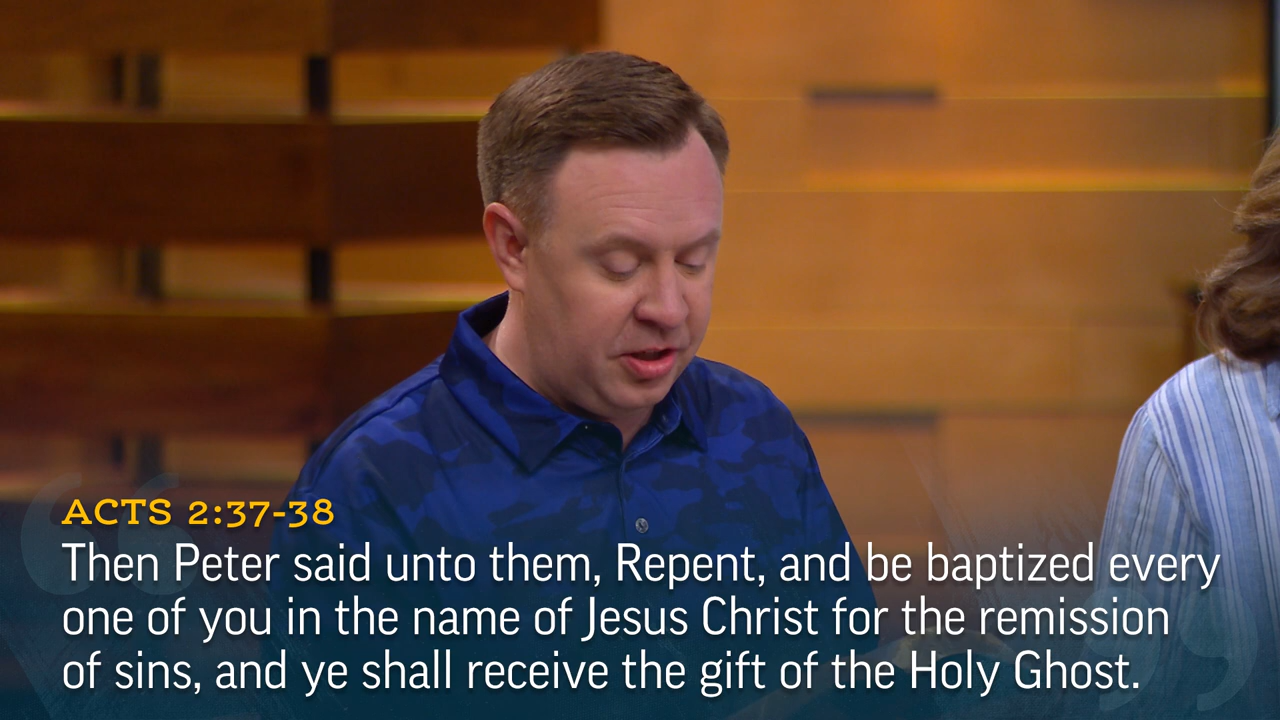 ACTS 2:37-38
Then Peter said unto them, Repent, and be baptized every
one of you in the name of Jesus Christ for the remission
of sins, and ye shall receive the gift of the Holy Ghost.